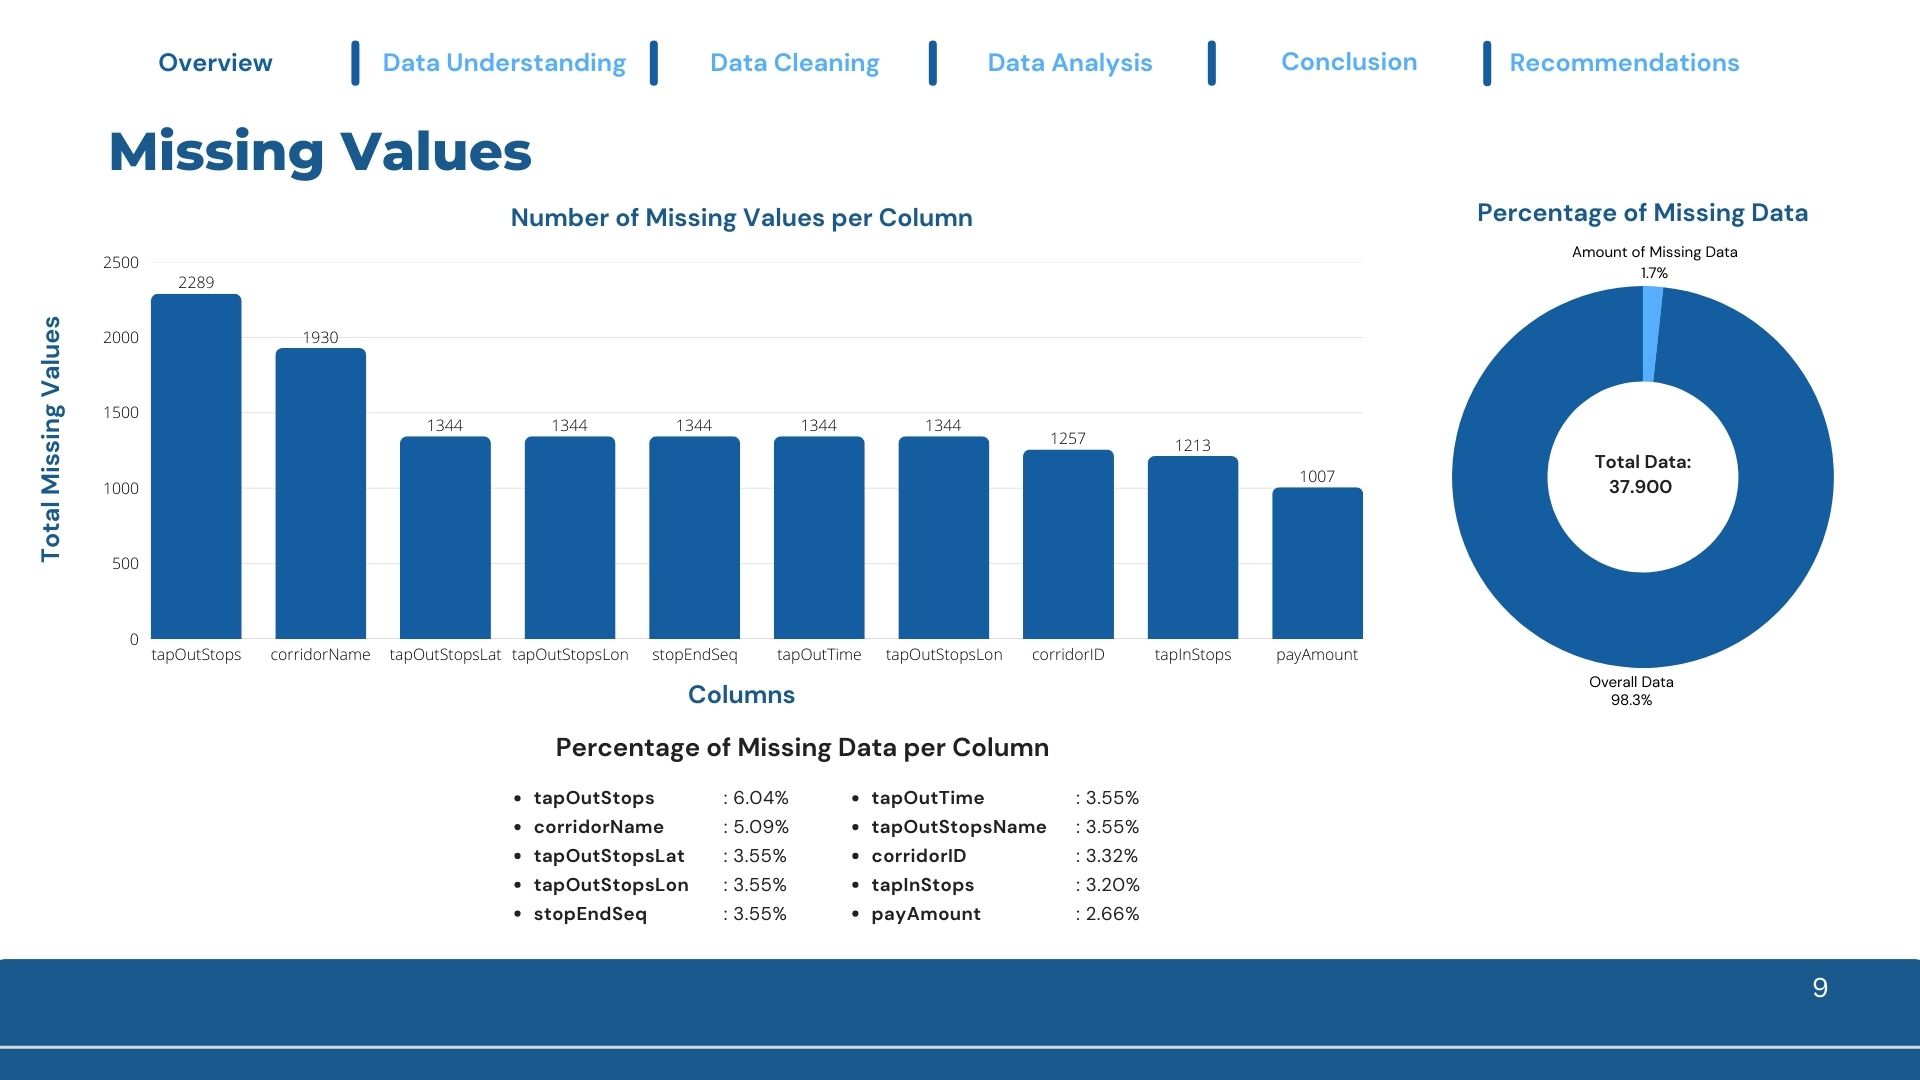 Overview
Data Understanding
Data Cleaning
Data Analysis
Conclusion
Recommendations
Missing Values
Number of Missing Values per Column
Total Missing Values
2500
2000
1500
1000
500
0
2289
1930
1344
1344
1344
1344
1344
1257
1213
1007
tapOutStops
corridorName
tapOutStopsLat
tapOutStopsLon
stopEndSeq
tapOutTime
tapOutStopsLon
corridorID
tapInStops
payAmount
Columns
Percentage of Missing Data
Amount of Missing Data
1.7%
Total Data:
37.900
Overall Data
98.3%
Percentage of Missing Data per Column
• tapOutStops : 6.04%
• corridorName : 5.09%
• tapOutStopsLat : 3.55%
• tapOutStopsLon : 3.55%
• stopEndSeq : 3.55%
• tapOutTime : 3.55%
• tapOutStopsName : 3.55%
• corridorID : 3.32%
• tapInStops : 3.20%
• payAmount : 2.66%
9